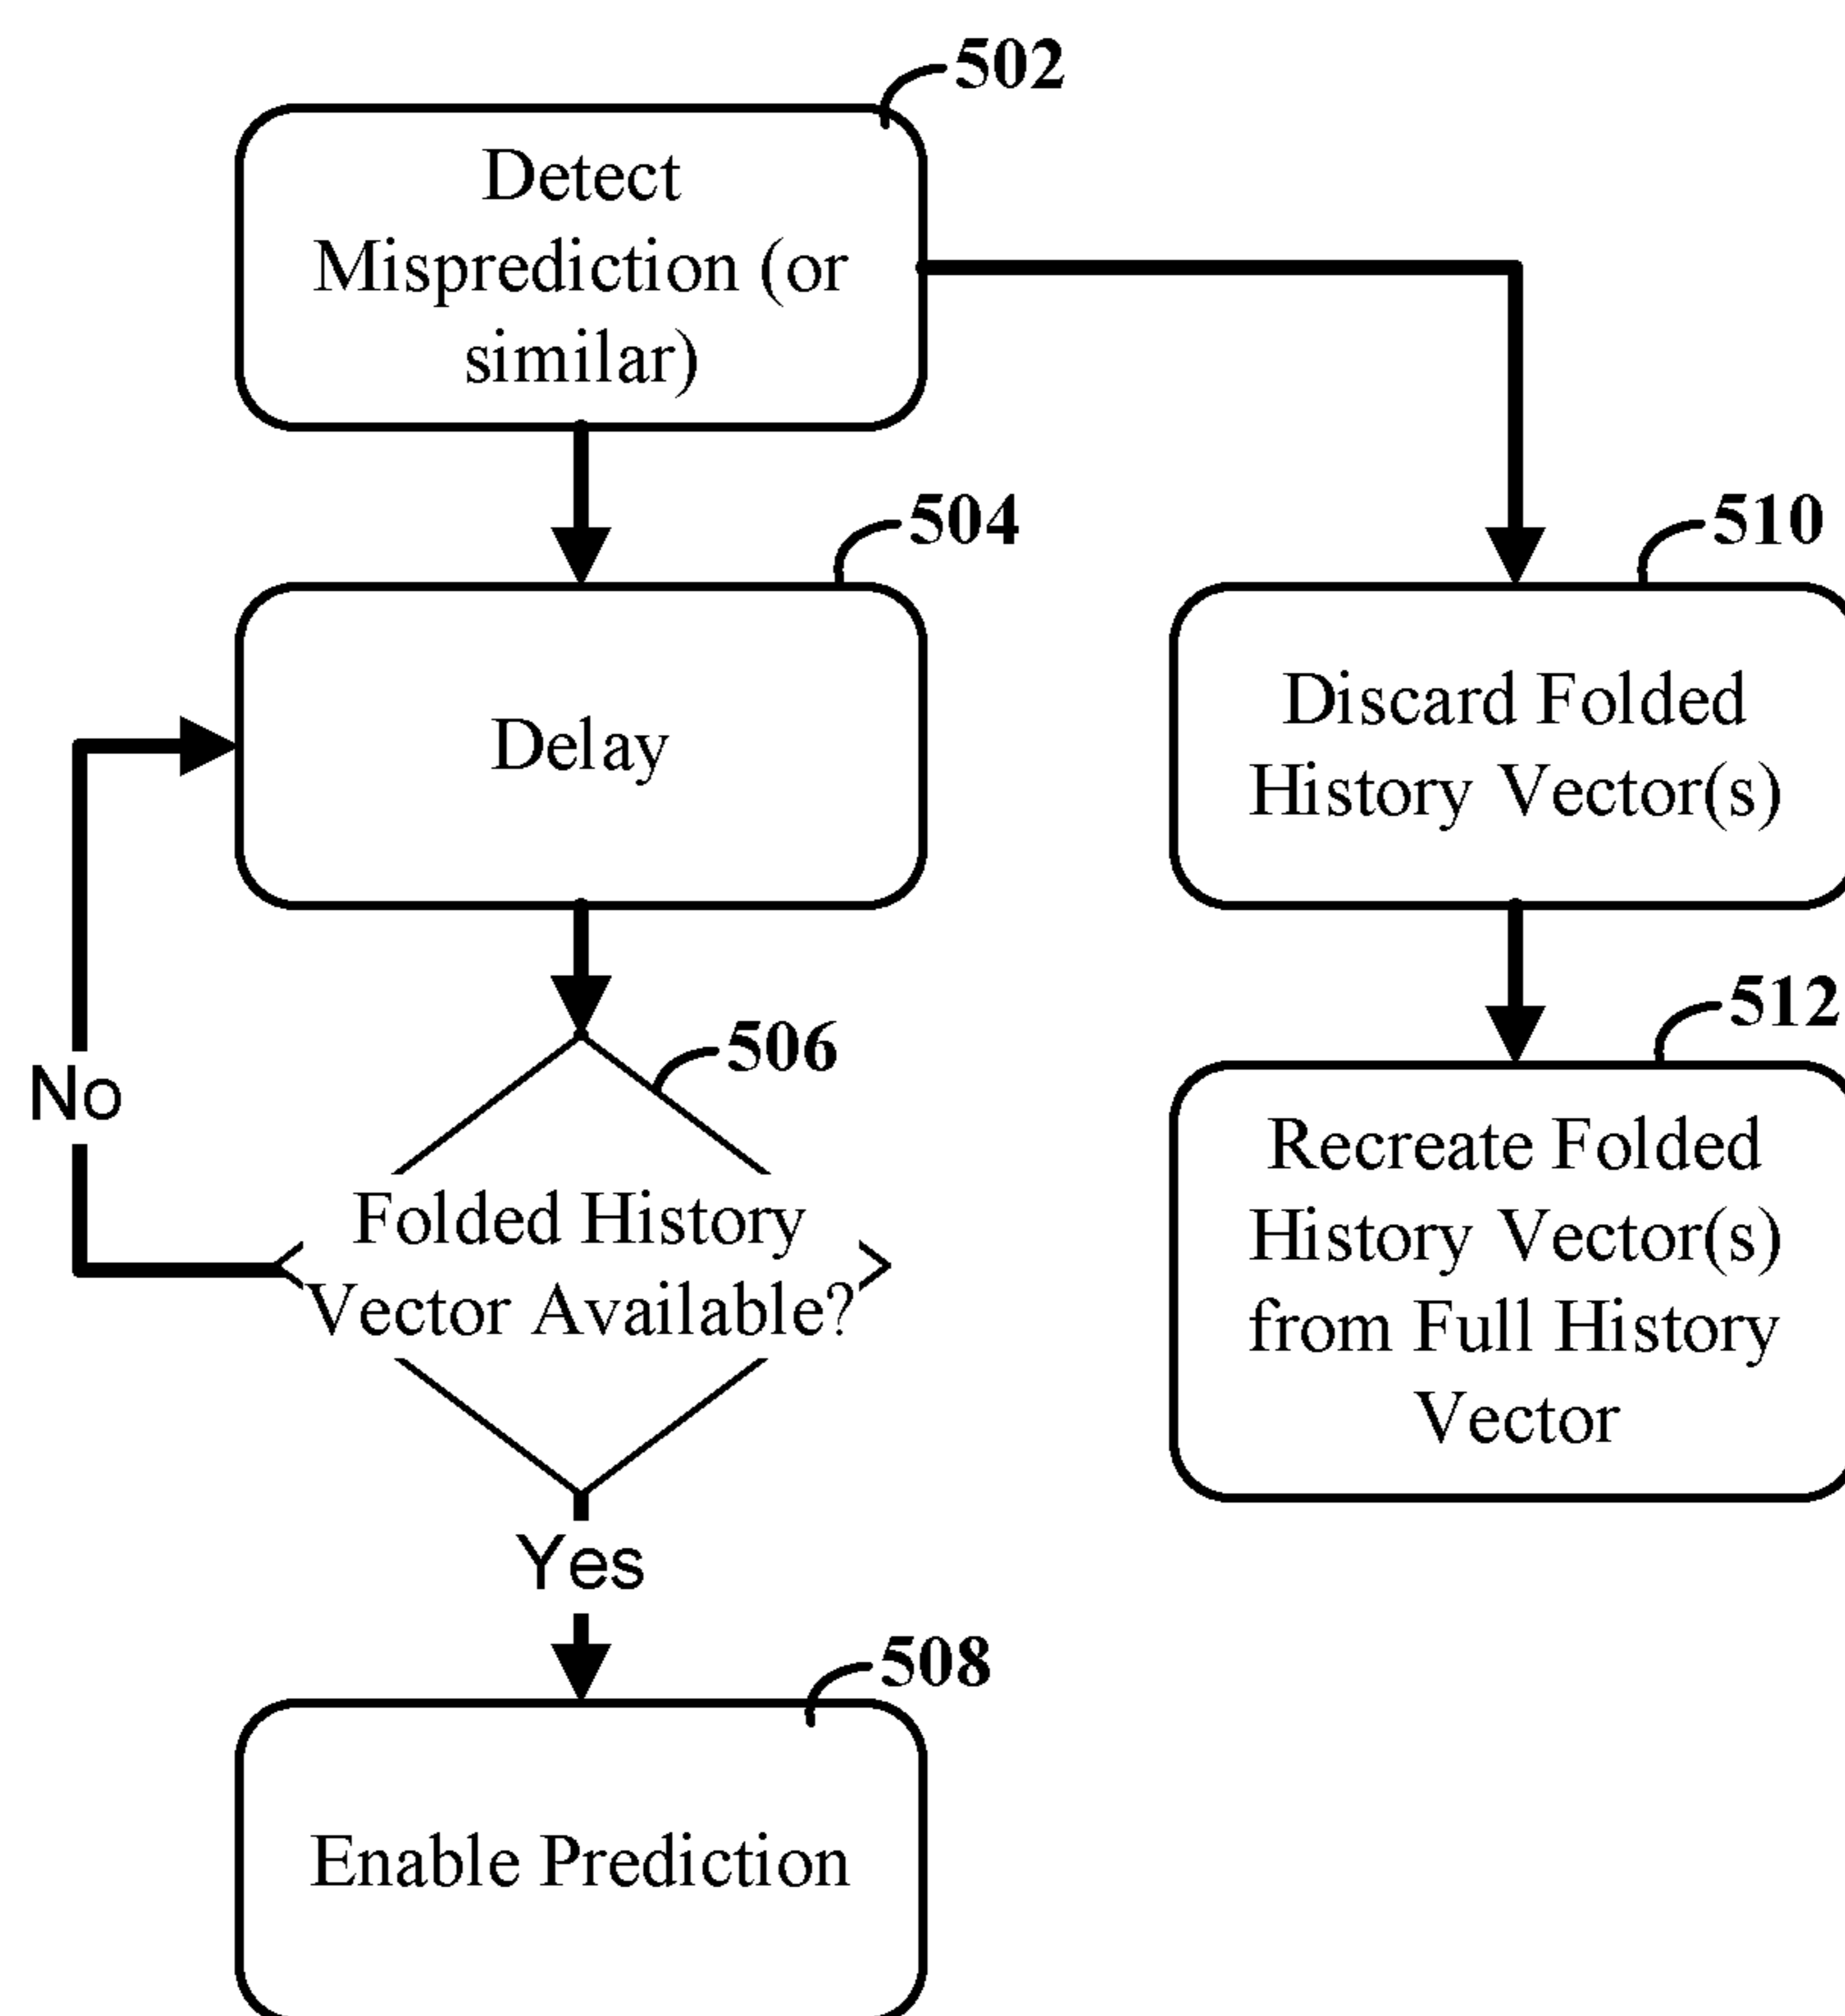 502
Detect
Misprediction (or
similar)
504
Delay
506
Folded History
Vector Available?
No
Yes
508
Enable Prediction
510
Discard Folded
History Vector(s)
512
Recreate Folded
History Vector(s)
from Full History
Vector